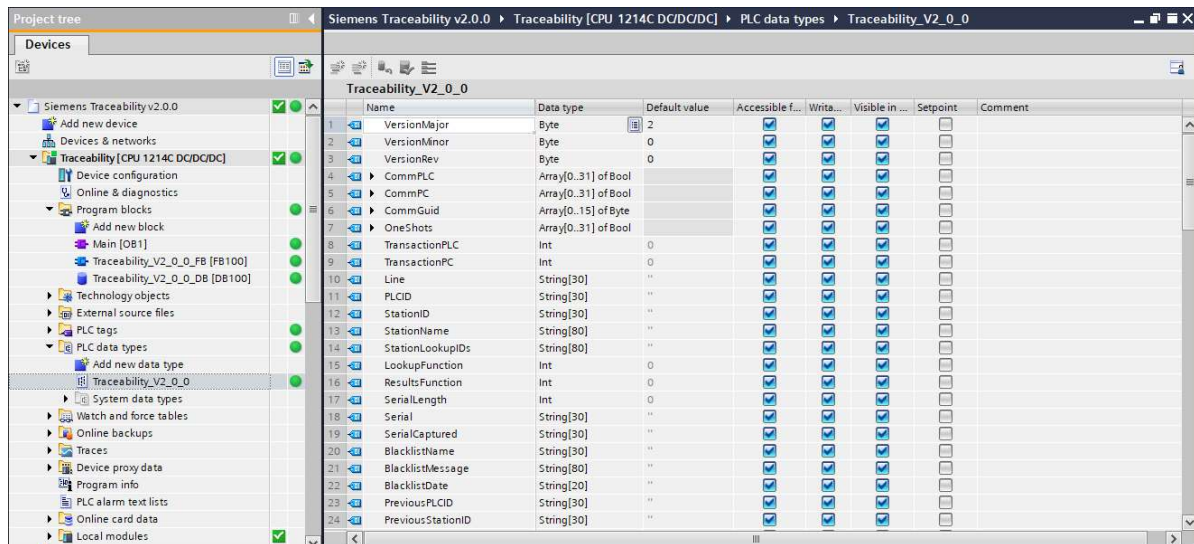 Project tree
Siemens Traceability v2.0.0 ▸ Traceability [CPU 1214C DC/DC/DC] ▸ PLC data types ▸ Traceability_V2_0_0
Devices
Siemens Traceability v2.0.0
Add new device
Devices & networks
Traceability [CPU 1214C DC/DC/DC]
Device configuration
Online & diagnostics
Program blocks
Add new block
Main [OB1]
Traceability_V2_0_0_FB [FB100]
Traceability_V2_0_0_DB [DB100]
Technology objects
External source files
PLC tags
PLC data types
Add new data type
Traceability_V2_0_0
System data types
Watch and force tables
Online backups
Traces
Device proxy data
Program info
PLC alarm text lists
Online card data
Local modules
Traceability_V2_0_0
Name Data type Default value Accessible f... Writa... Visible in ... Setpoint Comment
1 VersionMajor Byte 2
2 VersionMinor Byte 0
3 VersionRev Byte 0
4 CommPLC Array[0..31] of Bool
5 CommPC Array[0..31] of Bool
6 CommGuid Array[0..15] of Byte
7 OneShots Array[0..31] of Bool
8 TransactionPLC Int 0
9 TransactionPC Int 0
10 Line String[30] ''
11 PLCID String[30] ''
12 StationID String[30] ''
13 StationName String[80] ''
14 StationLookupIDs String[80] ''
15 LookupFunction Int 0
16 ResultsFunction Int 0
17 SerialLength Int 0
18 Serial String[30] ''
19 SerialCaptured String[30] ''
20 BlacklistName String[30] ''
21 BlacklistMessage String[80] ''
22 BlacklistDate String[20] ''
23 PreviousPLCID String[30] ''
24 PreviousStationID String[30] ''